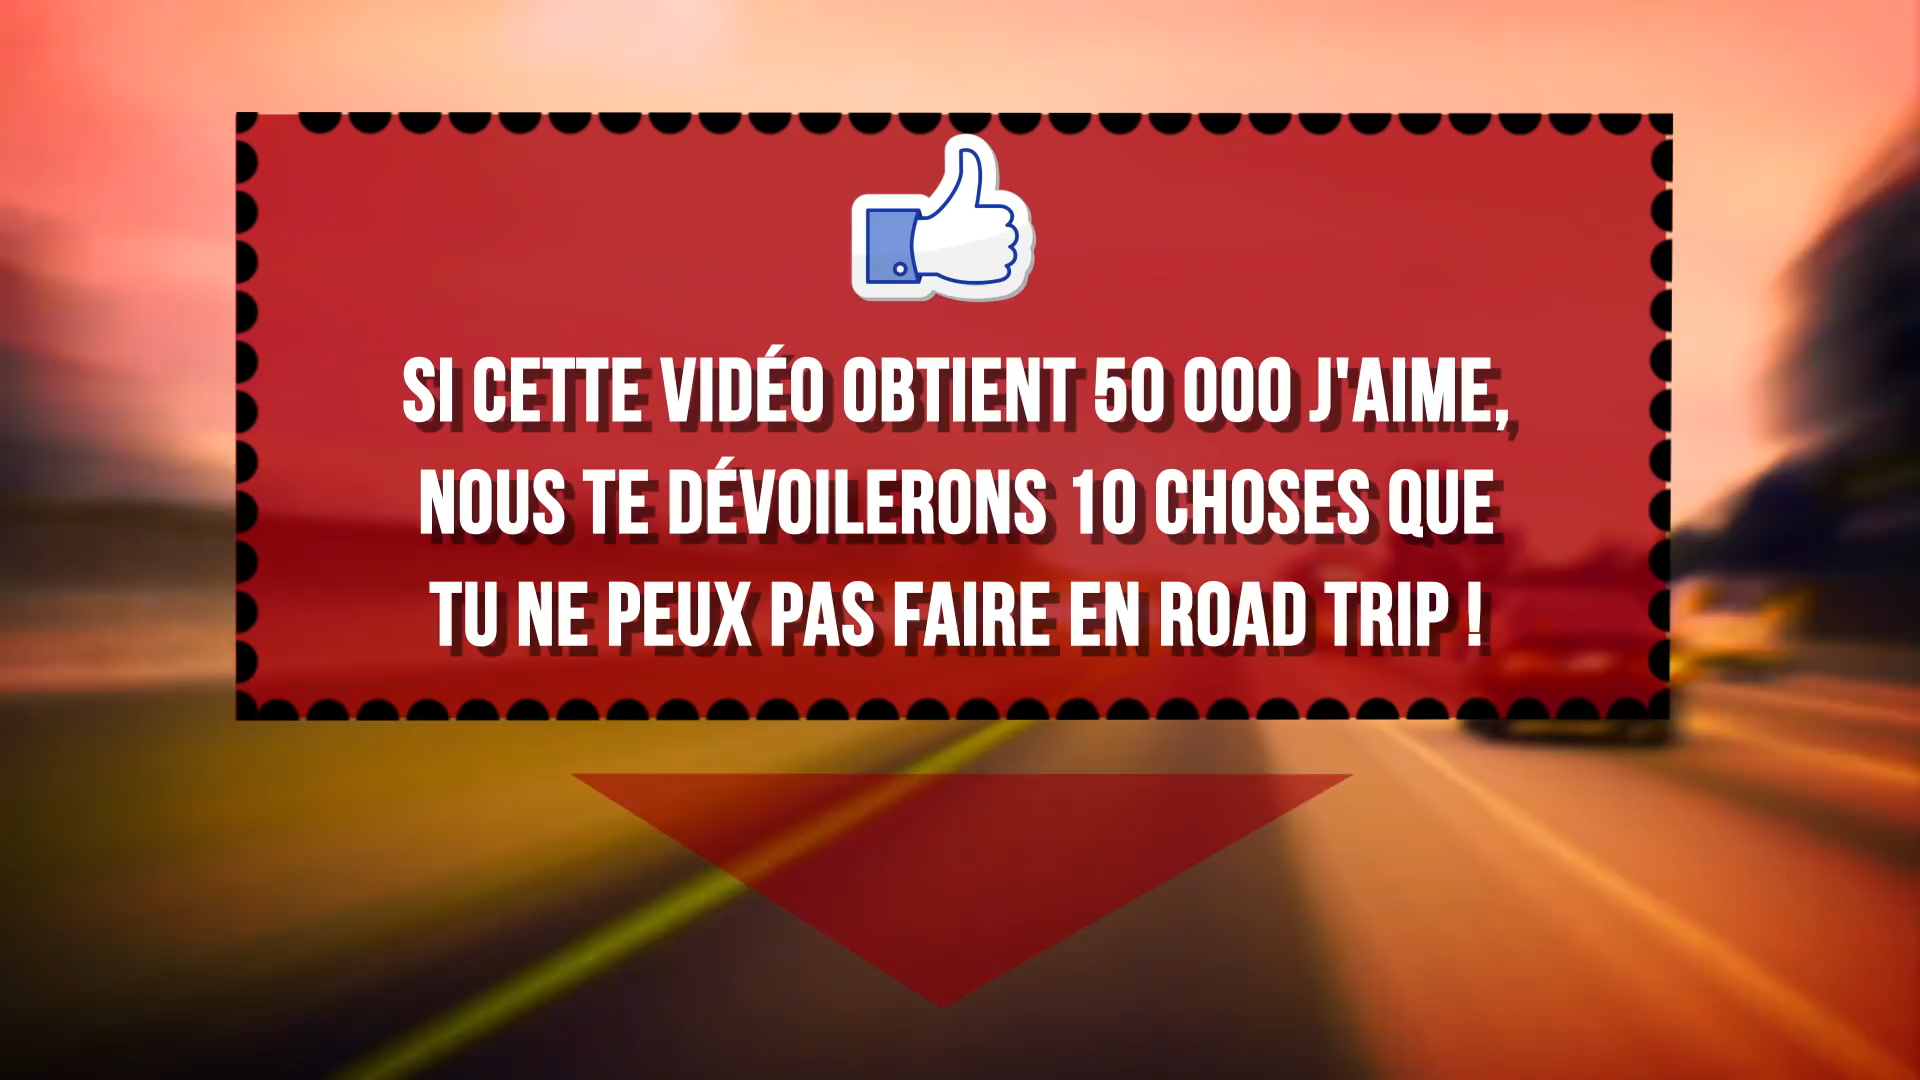 SI CETTE VIDÉO OBTIENT 50 000 J'AIME,
NOUS TE DÉVOILERONS 10 CHOSES QUE
TU NE PEUX PAS FAIRE EN ROAD TRIP !